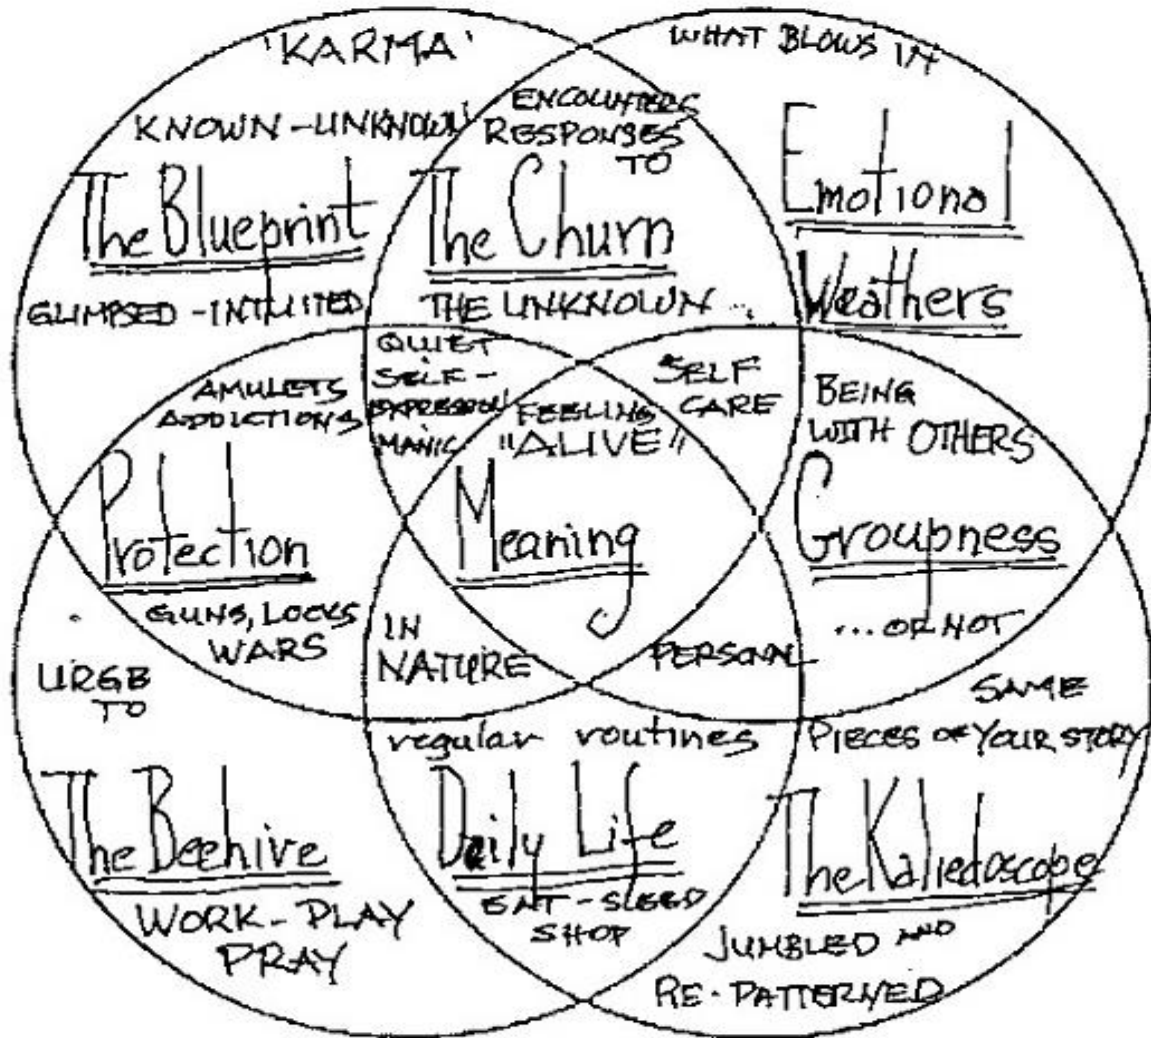 'KARMA'
KNOWN-UNKNOWN
The Blueprint
GLIMPSED-INTUITED
ENCOUNTERS
RESPONSES
TO
The Churn
THE UNKNOWN...
WHAT BLOWS IN
Emotional
Weathers
AMULETS
ADDICTIONS
Protection
GUNS, LOCKS
WARS
QUIET
SELF-
EXPRESSION
MANIC
FEELING
"ALIVE"
SELF
CARE
Meaning
IN
NATURE
PERSONAL
BEING
WITH OTHERS
Groupness
...OR NOT
URGE
TO
The Beehive
WORK-PLAY
PRAY
regular routines
Daily Life
EAT-SLEEP
SHOP
SAME
PIECES OF YOUR STORY
The Kaliedoscope
JUMBLED AND
RE-PATTERNED